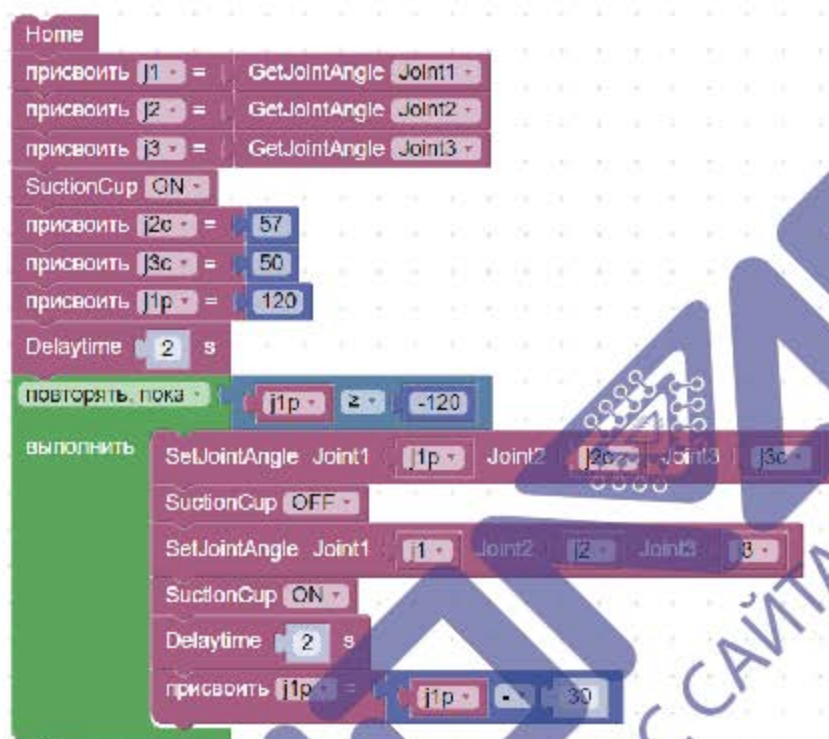 Home
присвоить j1 = GetJointAngle Joint1
присвоить j2 = GetJointAngle Joint2
присвоить j3 = GetJointAngle Joint3
SuctionCup ON
присвоить j2c = 57
присвоить j3c = 50
присвоить j1p = 120
Delaytime 2 s
повторять, пока j1p ≥ -120
выполнить
SetJointAngle Joint1 j1p Joint2 j2c Joint3 j3c
SuctionCup OFF
SetJointAngle Joint1 j1 Joint2 j2 Joint3 3
SuctionCup ON
Delaytime 2 s
присвоить j1p = j1p - 30
С САЙТА